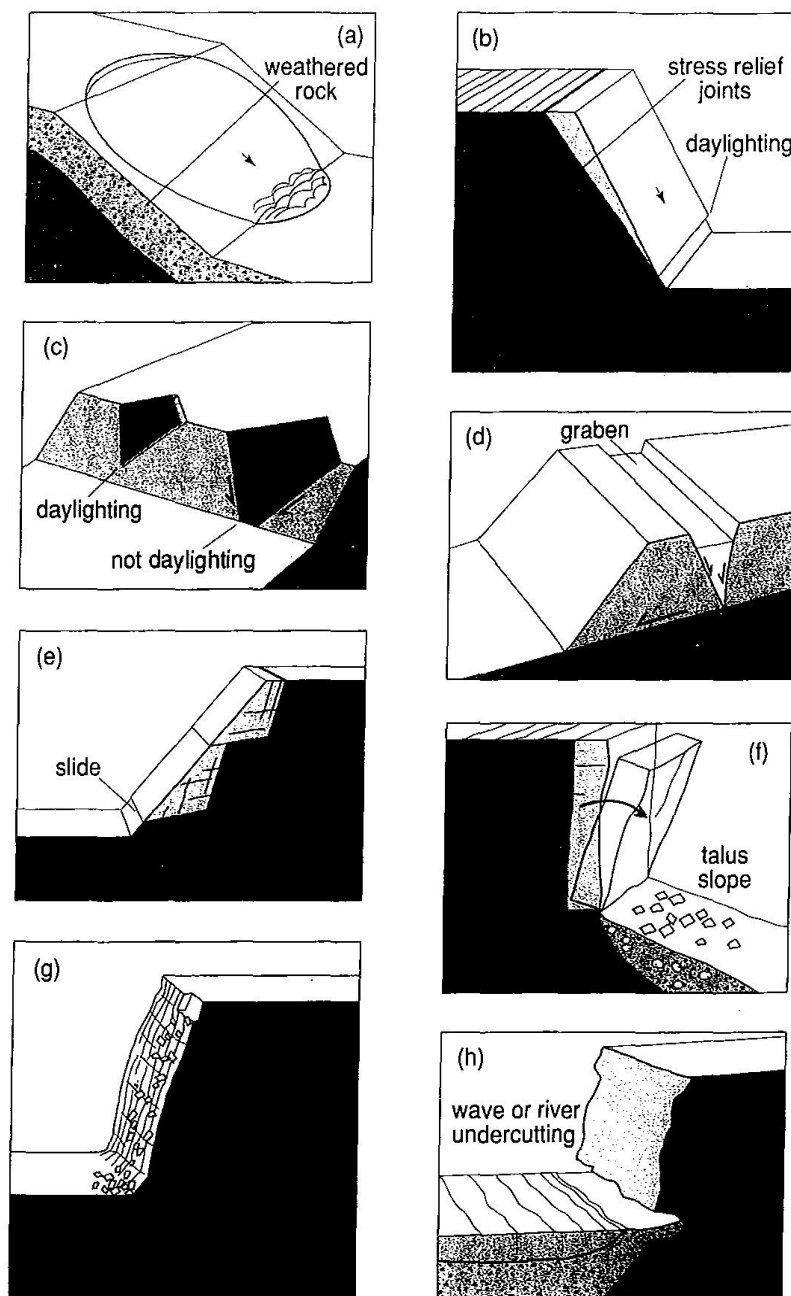 (a)
weathered
rock
(b)
stress relief
joints
daylighting
(c)
daylighting
not daylighting
(d)
graben
(e)
slide
(f)
talus
slope
(g)
(h)
wave or river
undercutting